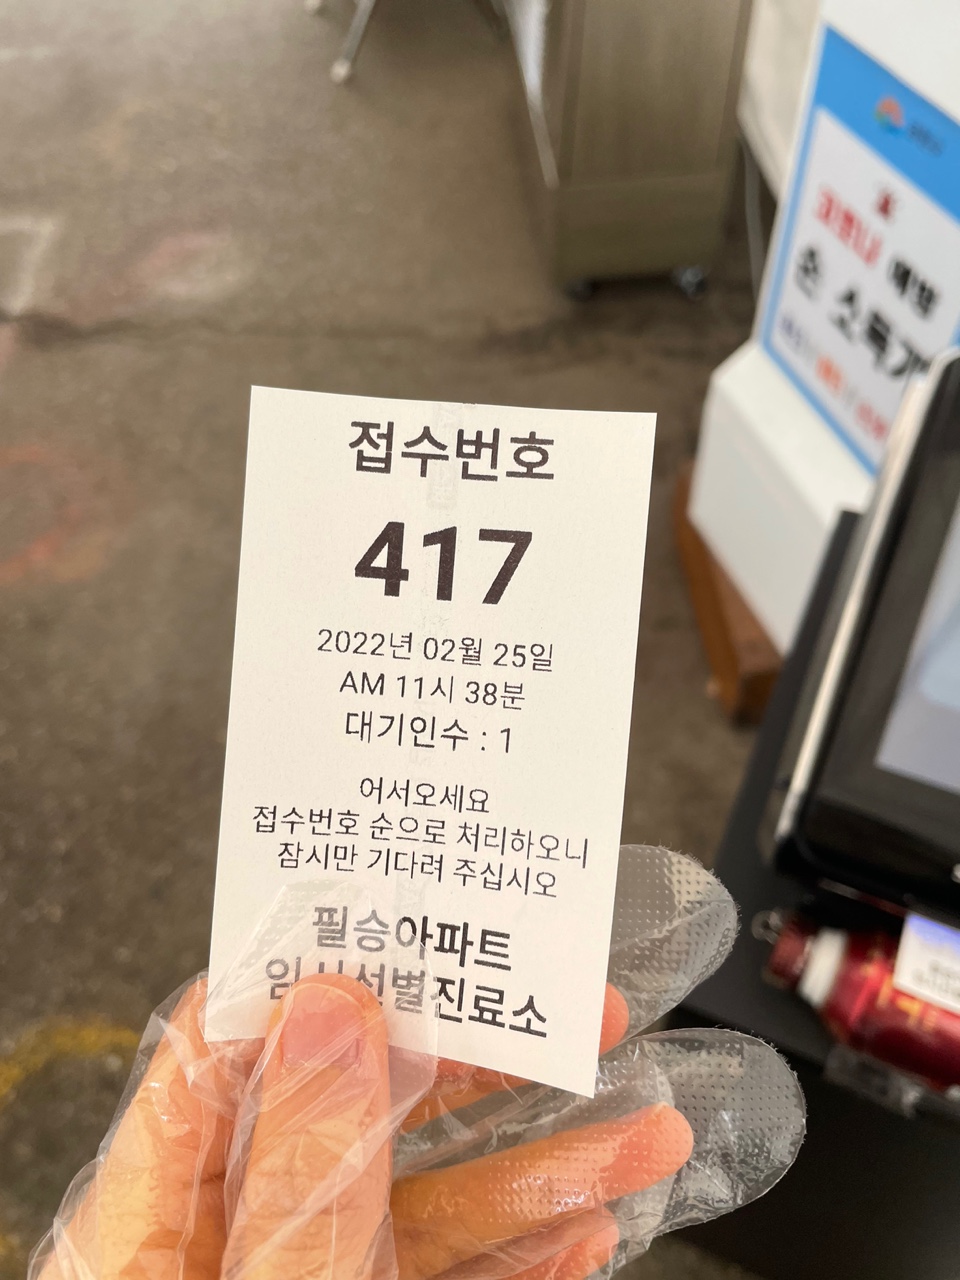 접수번호
417
2022년 02월 25일
AM 11시 38분
대기인수 : 1
어서오세요
접수번호 순으로 처리하오니
잠시만 기다려 주십시오
필승아파트
임시선별진료소
코로나 예방
손 소독기